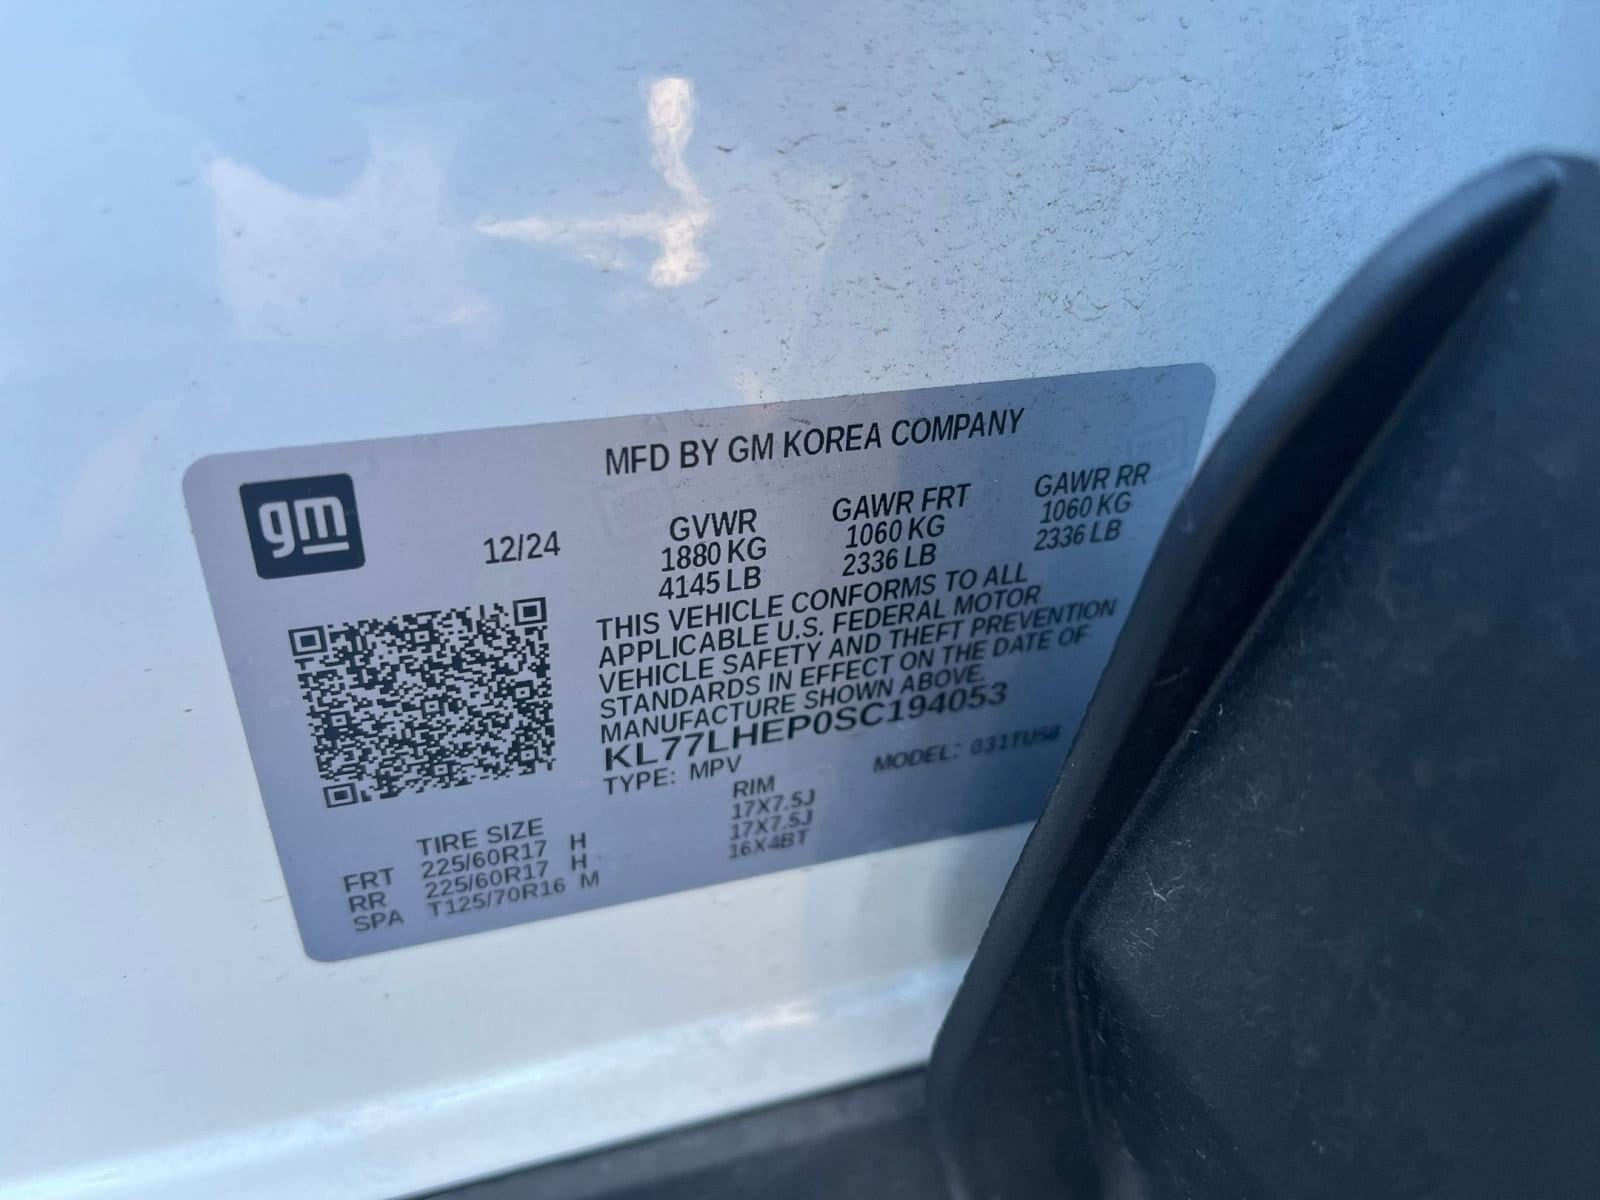 MFD BY GM KOREA COMPANY
gm
12/24
GVWR GAWR FRT GAWR RR
1880 KG 1060 KG 1060 KG
4145 LB 2336 LB 2336 LB
THIS VEHICLE CONFORMS TO ALL
APPLICABLE U.S. FEDERAL MOTOR
VEHICLE SAFETY AND THEFT PREVENTION
STANDARDS IN EFFECT ON THE DATE OF
MANUFACTURE SHOWN ABOVE.
KL77LHEP0SC194053
TYPE: MPV MODEL: 031TU58
TIRE SIZE RIM
FRT 225/60R17 H 17X7.5J
RR 225/60R17 H 17X7.5J
SPA T125/70R16 M 16X4BT